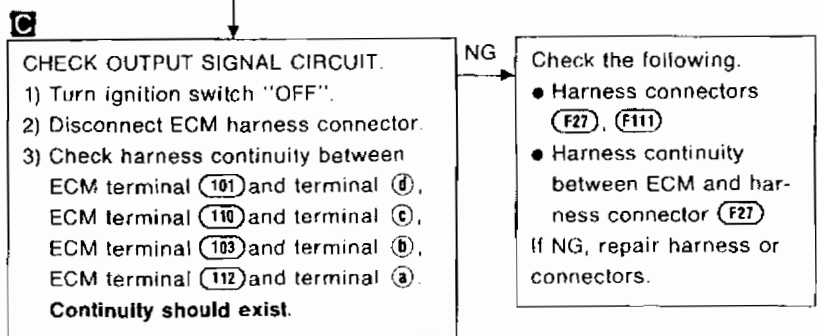 C
CHECK OUTPUT SIGNAL CIRCUIT.
1) Turn ignition switch "OFF".
2) Disconnect ECM harness connector.
3) Check harness continuity between
ECM terminal 101 and terminal d,
ECM terminal 110 and terminal c,
ECM terminal 103 and terminal b,
ECM terminal 112 and terminal a.
Continuity should exist.
NG
Check the following.
● Harness connectors
F27, F111
● Harness continuity
between ECM and har-
ness connector F27
If NG, repair harness or
connectors.